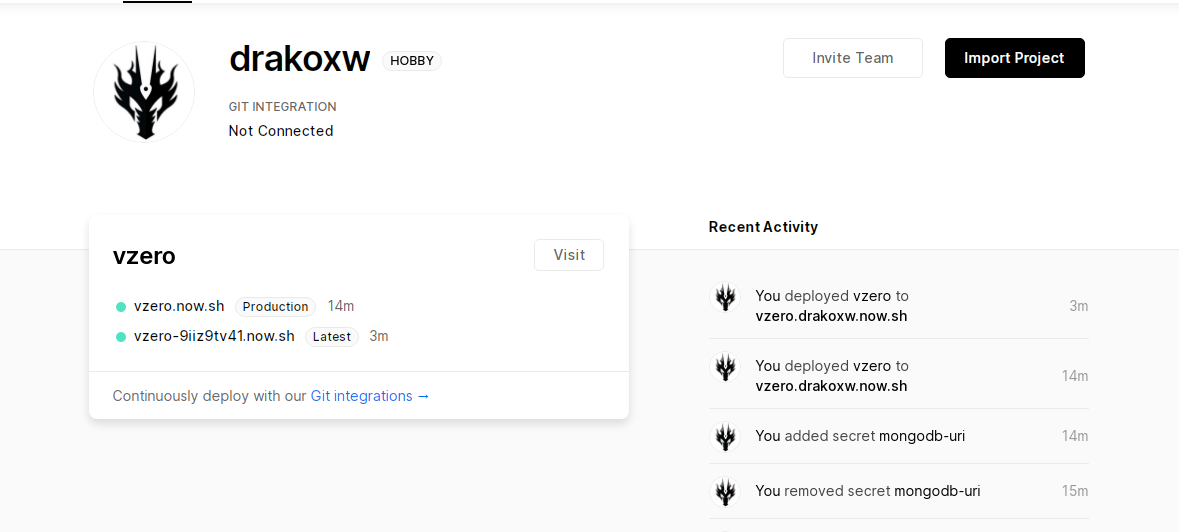 drakoxw HOBBY
Invite Team
Import Project
GIT INTEGRATION
Not Connected
vzero
Visit
vzero.now.sh Production 14m
vzero-9iiz9tv41.now.sh Latest 3m
Continuously deploy with our Git integrations →
Recent Activity
You deployed vzero to
vzero.drakoxw.now.sh
3m
You deployed vzero to
vzero.drakoxw.now.sh
14m
You added secret mongodb-uri 14m
You removed secret mongodb-uri 15m